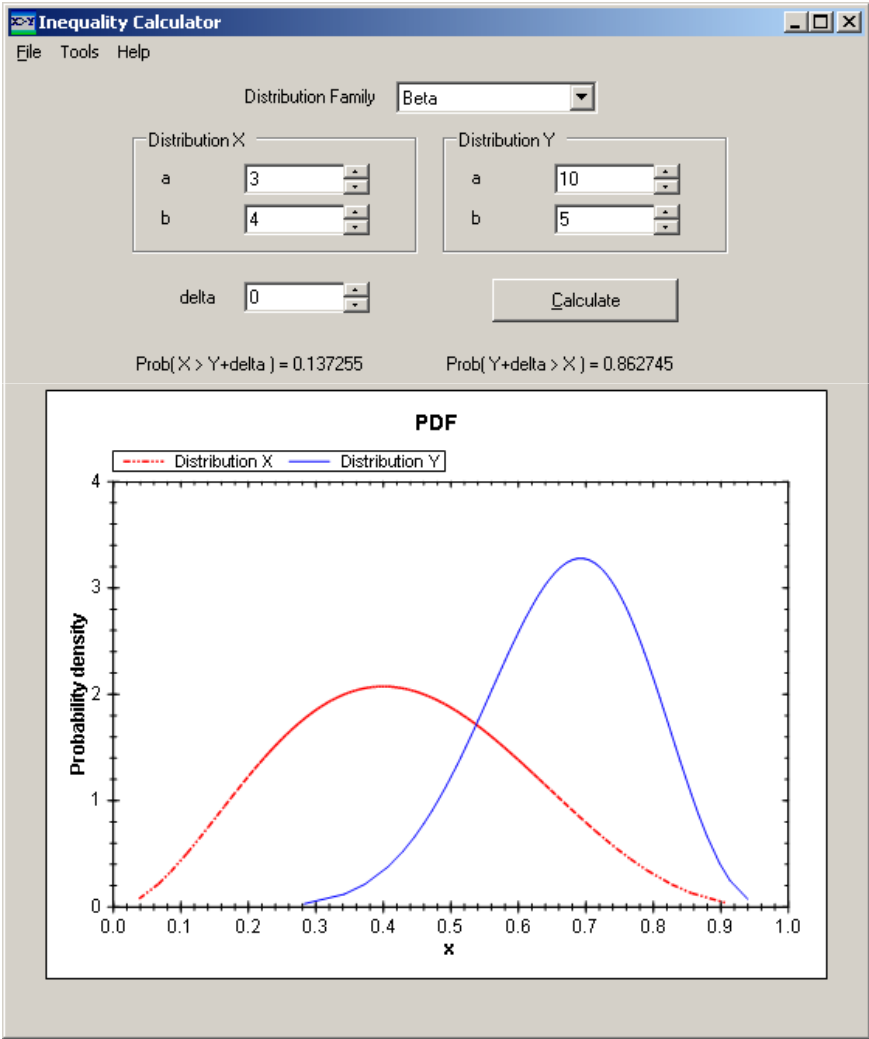 X>Y Inequality Calculator
File Tools Help
Distribution Family Beta
Distribution X Distribution Y
a 3 a 10
b 4 b 5
delta 0 Calculate
Prob( X > Y+delta ) = 0.137255 Prob( Y+delta > X ) = 0.862745
PDF
Distribution X Distribution Y
4
3
2
1
0
Probability density
0.0 0.1 0.2 0.3 0.4 0.5 0.6 0.7 0.8 0.9 1.0
x